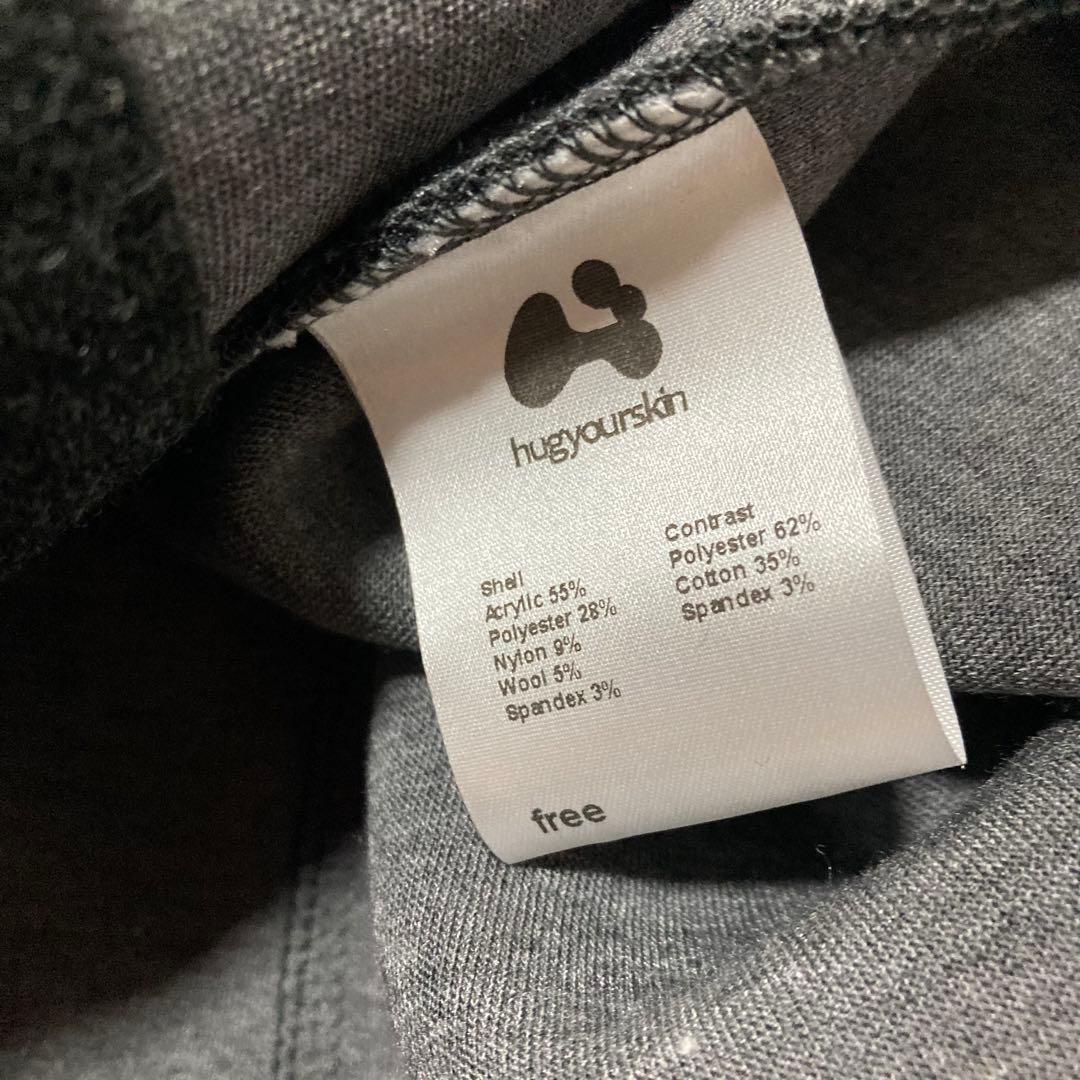 hugyourskin
Shell
Acrylic 55%
Polyester 28%
Nylon 9%
Wool 5%
Spandex 3%
Contrast
Polyester 62%
Cotton 35%
Spandex 3%
free